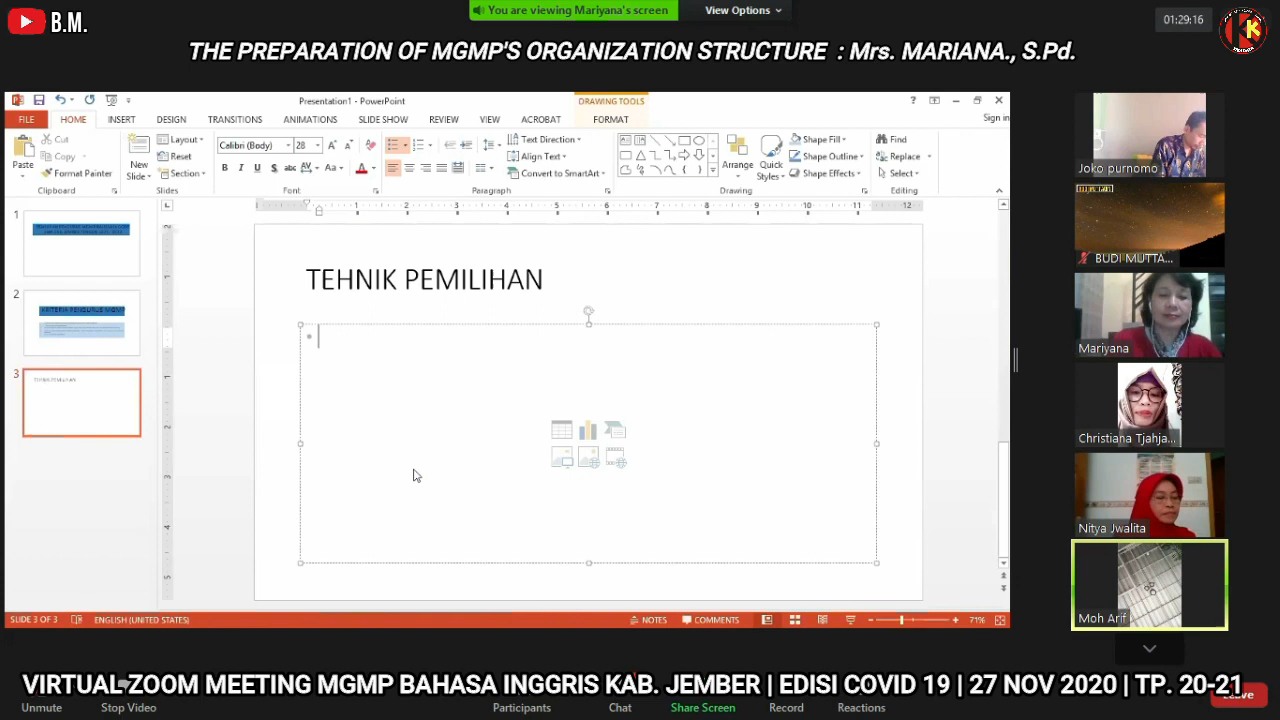 B.M.
You are viewing Mariyana's screen
View Options
01:29:16
THE PREPARATION OF MGMP'S ORGANIZATION STRUCTURE : Mrs. MARIANA., S.Pd.
Presentation1 - PowerPoint
DRAWING TOOLS
FILE HOME INSERT DESIGN TRANSITIONS ANIMATIONS SLIDE SHOW REVIEW VIEW ACROBAT FORMAT
Sign in
Paste
Cut
Copy
Format Painter
Clipboard
New Slide
Layout
Reset
Section
Slides
Calibri (Body) 28
Font
Text Direction
Align Text
Convert to SmartArt
Paragraph
Arrange
Quick Styles
Shape Fill
Shape Outline
Shape Effects
Drawing
Find
Replace
Select
Editing
1
2
KRITERIA PENGURUS MGMP
3
TEHNIK PEMILIHAN
TEHNIK PEMILIHAN
SLIDE 3 OF 3
ENGLISH (UNITED STATES)
NOTES
COMMENTS
71%
Joko purnomo
BUDI MUTTA...
Mariyana
Christiana Tjahja...
Nitya Jwalita
Moh Arif
VIRTUAL ZOOM MEETING MGMP BAHASA INGGRIS KAB. JEMBER | EDISI COVID 19 | 27 NOV 2020 | TP. 20-21
Unmute
Stop Video
Participants
Chat
Share Screen
Record
Reactions
Leave